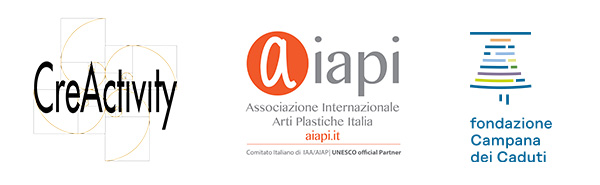 CreActivity
aiapi
Associazione Internazionale
Arti Plastiche Italia
aiapi.it
Comitato Italiano di IAA/AIAP| UNESCO official Partner
fondazione
Campana
dei Caduti